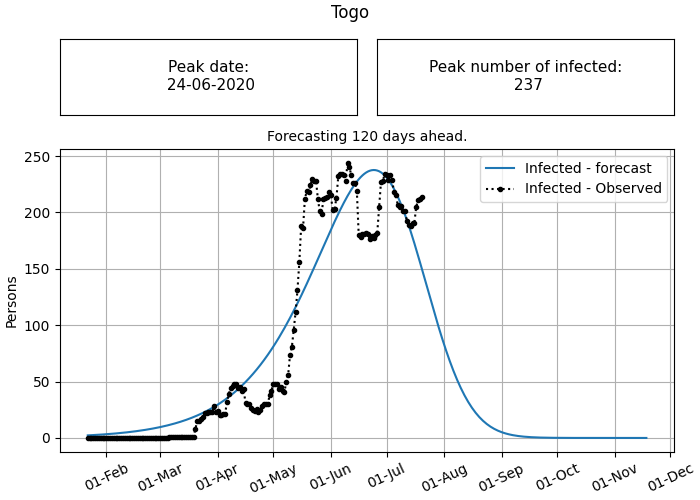 Togo
Peak date:
24-06-2020
Peak number of infected:
237
Forecasting 120 days ahead.
250
200
150
100
50
0
Persons
Infected - forecast
Infected - Observed
01-Feb
01-Mar
01-Apr
01-May
01-Jun
01-Jul
01-Aug
01-Sep
01-Oct
01-Nov
01-Dec